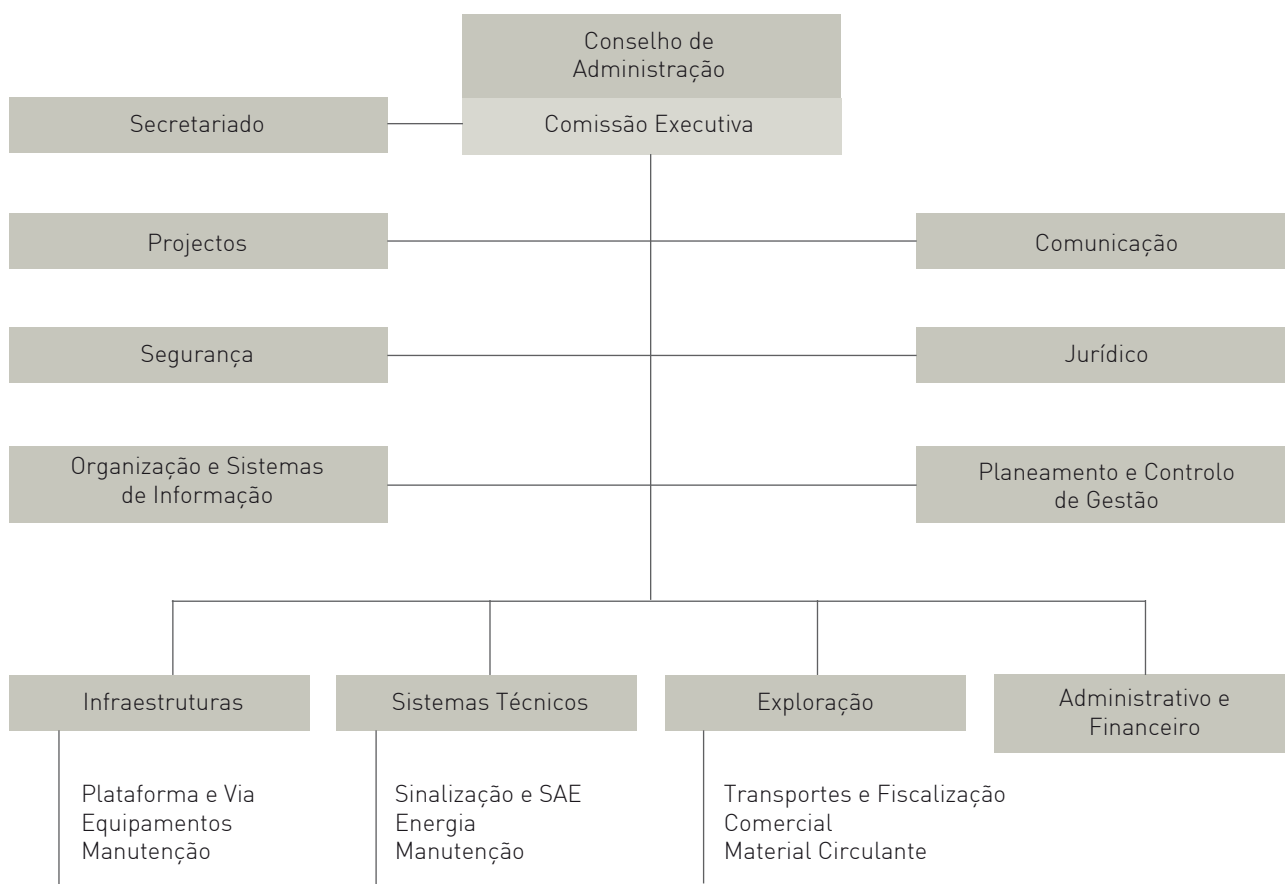 Conselho de
Administração
Secretariado
Comissão Executiva
Projectos
Comunicação
Segurança
Jurídico
Organização e Sistemas
de Informação
Planeamento e Controlo
de Gestão
Infraestruturas
Sistemas Técnicos
Exploração
Administrativo e
Financeiro
Plataforma e Via
Equipamentos
Manutenção
Sinalização e SAE
Energia
Manutenção
Transportes e Fiscalização
Comercial
Material Circulante